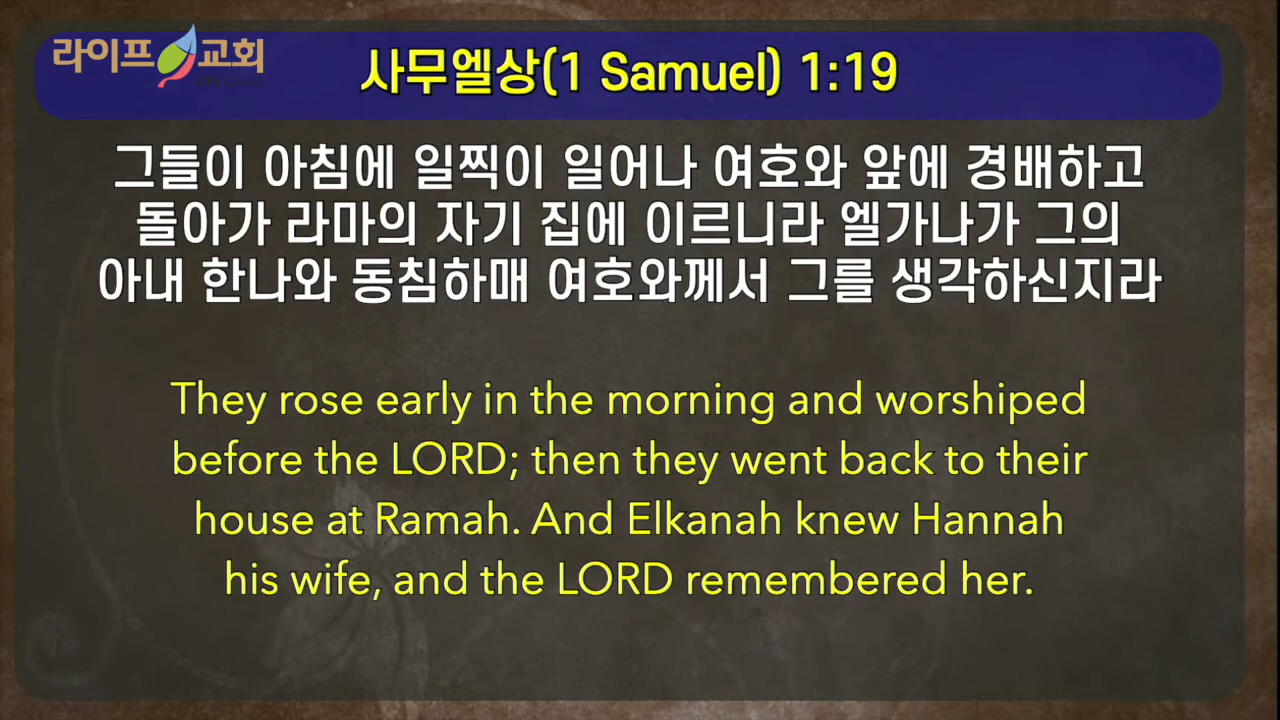 라이프 교회
사무엘상(1 Samuel) 1:19
그들이 아침에 일찍이 일어나 여호와 앞에 경배하고
돌아가 라마의 자기 집에 이르니라 엘가나가 그의
아내 한나와 동침하매 여호와께서 그를 생각하신지라
They rose early in the morning and worshiped
before the LORD; then they went back to their
house at Ramah. And Elkanah knew Hannah
his wife, and the LORD remembered her.